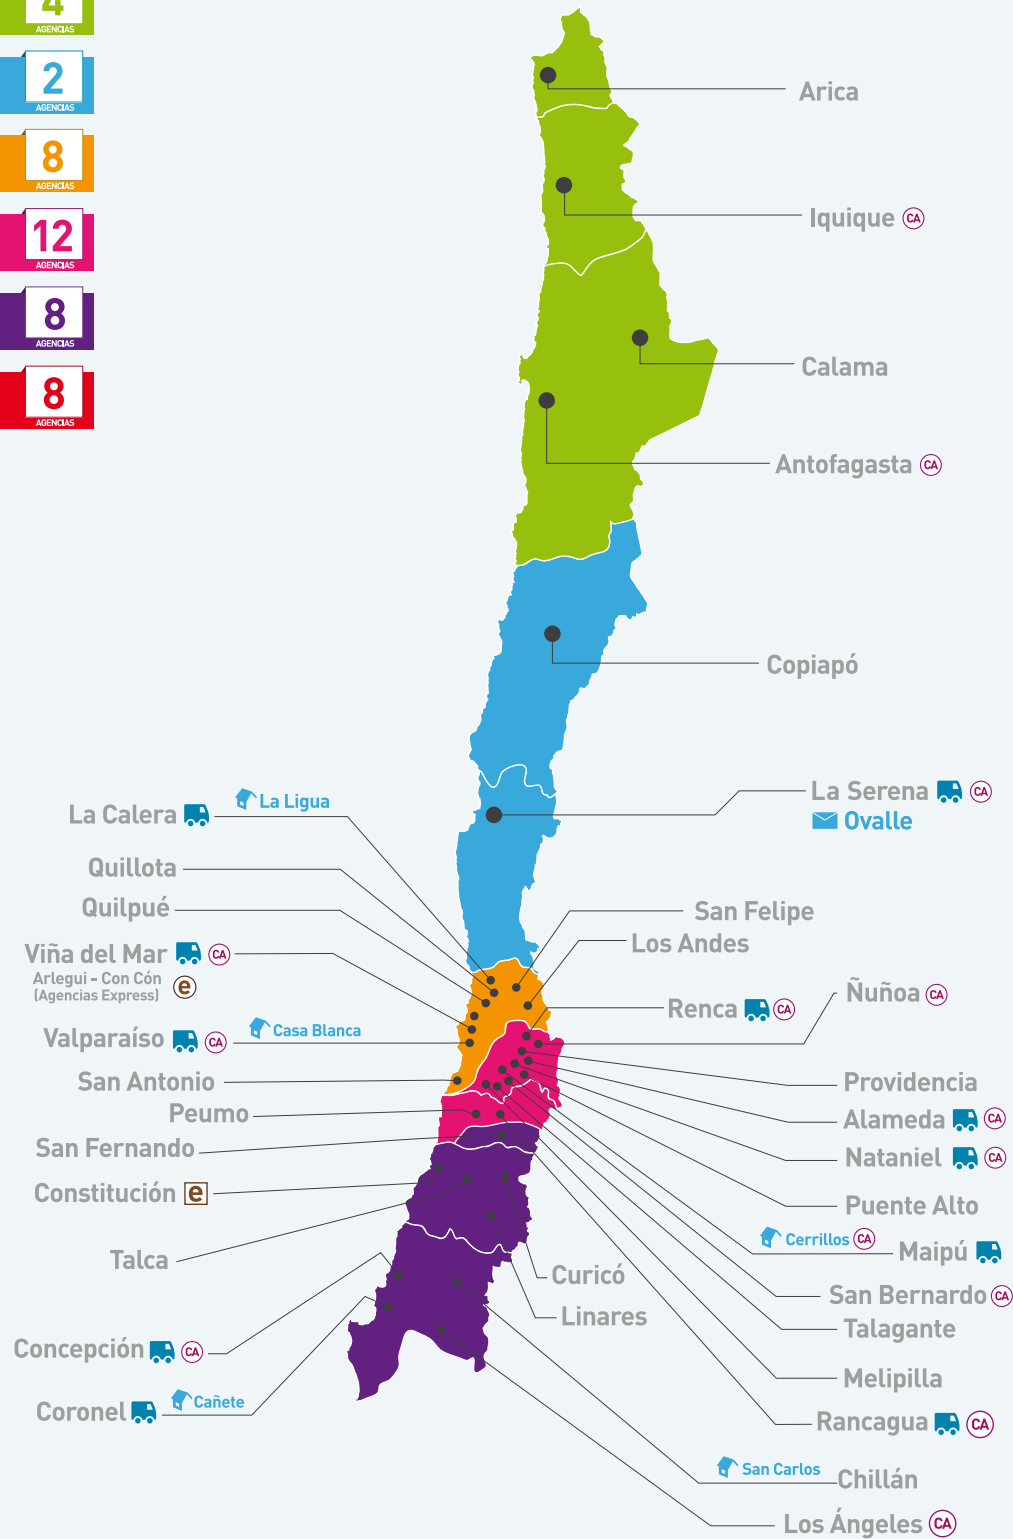 4
AGENCIAS
2
AGENCIAS
8
AGENCIAS
12
AGENCIAS
8
AGENCIAS
8
AGENCIAS
Arica
Iquique CA
Calama
Antofagasta CA
Copiapó
La Serena CA
Ovalle
La Calera
La Ligua
Quillota
Quilpué
Viña del Mar CA
Arlegui - Con Cón e
(Agencias Express)
Valparaíso CA
Casa Blanca
San Antonio
Peumo
San Fernando
Constitución e
Talca
Concepción CA
Coronel
Cañete
San Felipe
Los Andes
Renca CA
Ñuñoa CA
Providencia
Alameda CA
Nataniel CA
Puente Alto
Cerrillos CA
Maipú
Curicó
Linares
San Bernardo CA
Talagante
Melipilla
Rancagua CA
San Carlos
Chillán
Los Ángeles CA